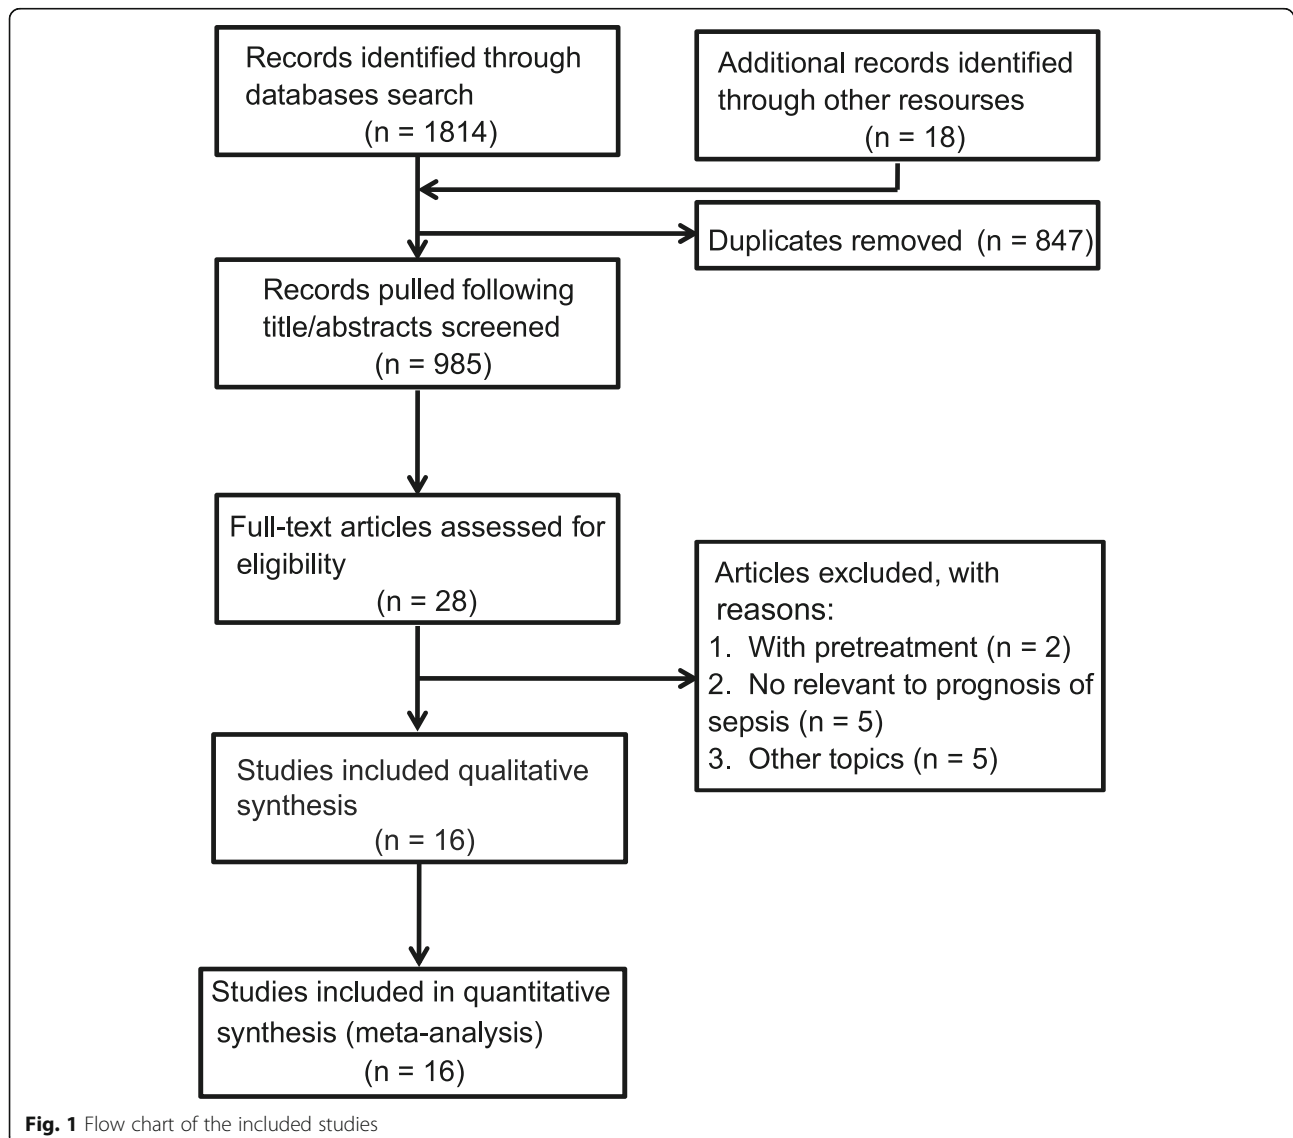 Records identified through
databases search
(n = 1814)
Additional records identified
through other resourses
(n = 18)
Duplicates removed (n = 847)
Records pulled following
title/abstracts screened
(n = 985)
Full-text articles assessed for
eligibility
(n = 28)
Articles excluded, with
reasons:
1. With pretreatment (n = 2)
2. No relevant to prognosis of
sepsis (n = 5)
3. Other topics (n = 5)
Studies included qualitative
synthesis
(n = 16)
Studies included in quantitative
synthesis (meta-analysis)
(n = 16)
Fig. 1 Flow chart of the included studies